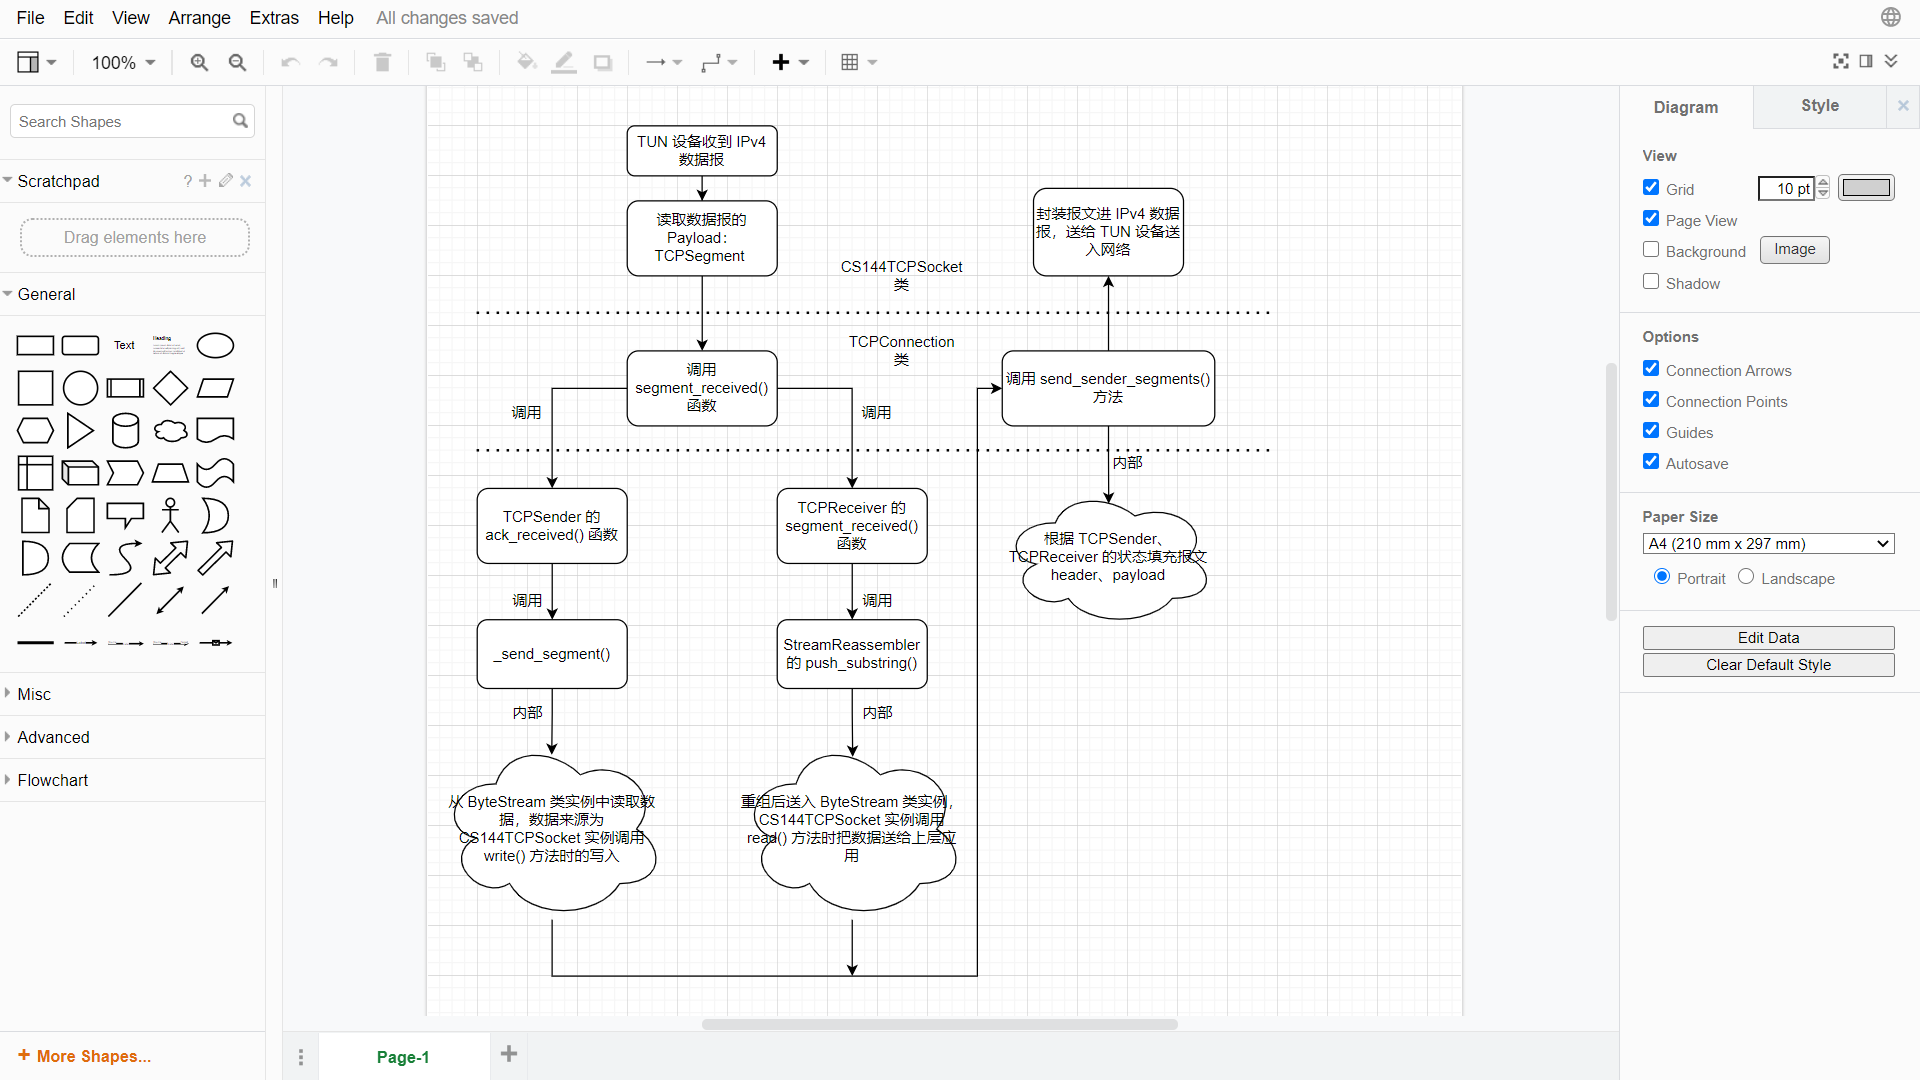 File Edit View Arrange Extras Help All changes saved
100%
Search Shapes
Scratchpad
?
Drag elements here
General
Text
Heading
Misc
Advanced
Flowchart
+ More Shapes...
TUN 设备收到 IPv4
数据报
读取数据报的
Payload：
TCPSegment
封装报文进 IPv4 数据
报，送给 TUN 设备送
入网络
CS144TCPSocket
类
TCPConnection
类
调用
segment_received()
函数
调用 send_sender_segments()
方法
调用
调用
内部
TCPSender 的
ack_received() 函数
TCPReceiver 的
segment_received()
函数
根据 TCPSender、
TCPReceiver 的状态填充报文
header、payload
调用
调用
_send_segment()
StreamReassembler
的 push_substring()
内部
内部
从 ByteStream 类实例中读取数
据，数据来源为
CS144TCPSocket 实例调用
write() 方法时的写入
重组后送入 ByteStream 类实例，
CS144TCPSocket 实例调用
read() 方法时把数据送给上层应
用
Page-1
Diagram
Style
View
Grid
10 pt
Page View
Background
Image
Shadow
Options
Connection Arrows
Connection Points
Guides
Autosave
Paper Size
A4 (210 mm x 297 mm)
Portrait
Landscape
Edit Data
Clear Default Style